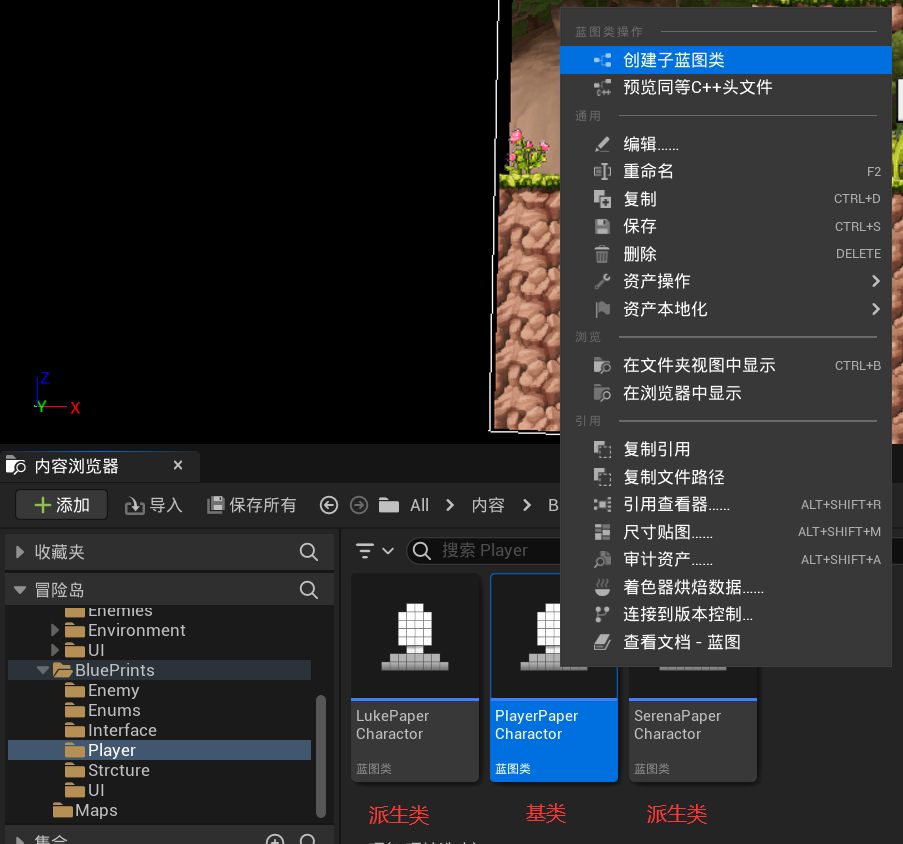 蓝图类操作
创建子蓝图类
预览同等C++头文件
通用
编辑......
重命名 F2
复制 CTRL+D
保存 CTRL+S
删除 DELETE
资产操作
资产本地化
浏览
在文件夹视图中显示 CTRL+B
在浏览器中显示
引用
复制引用
复制文件路径
引用查看器...... ALT+SHIFT+R
尺寸贴图...... ALT+SHIFT+M
审计资产...... ALT+SHIFT+A
着色器烘焙数据......
连接到版本控制...
查看文档 - 蓝图
Z
Y
X
内容浏览器
添加 导入 保存所有 All 内容 B
收藏夹
搜索 Player
冒险岛
Enemies
Environment
UI
BluePrints
Enemy
Enums
Interface
Player
Strcture
UI
Maps
集合
LukePaper
Charactor
蓝图类
PlayerPaper
Charactor
蓝图类
SerenaPaper
Charactor
蓝图类
派生类 基类 派生类